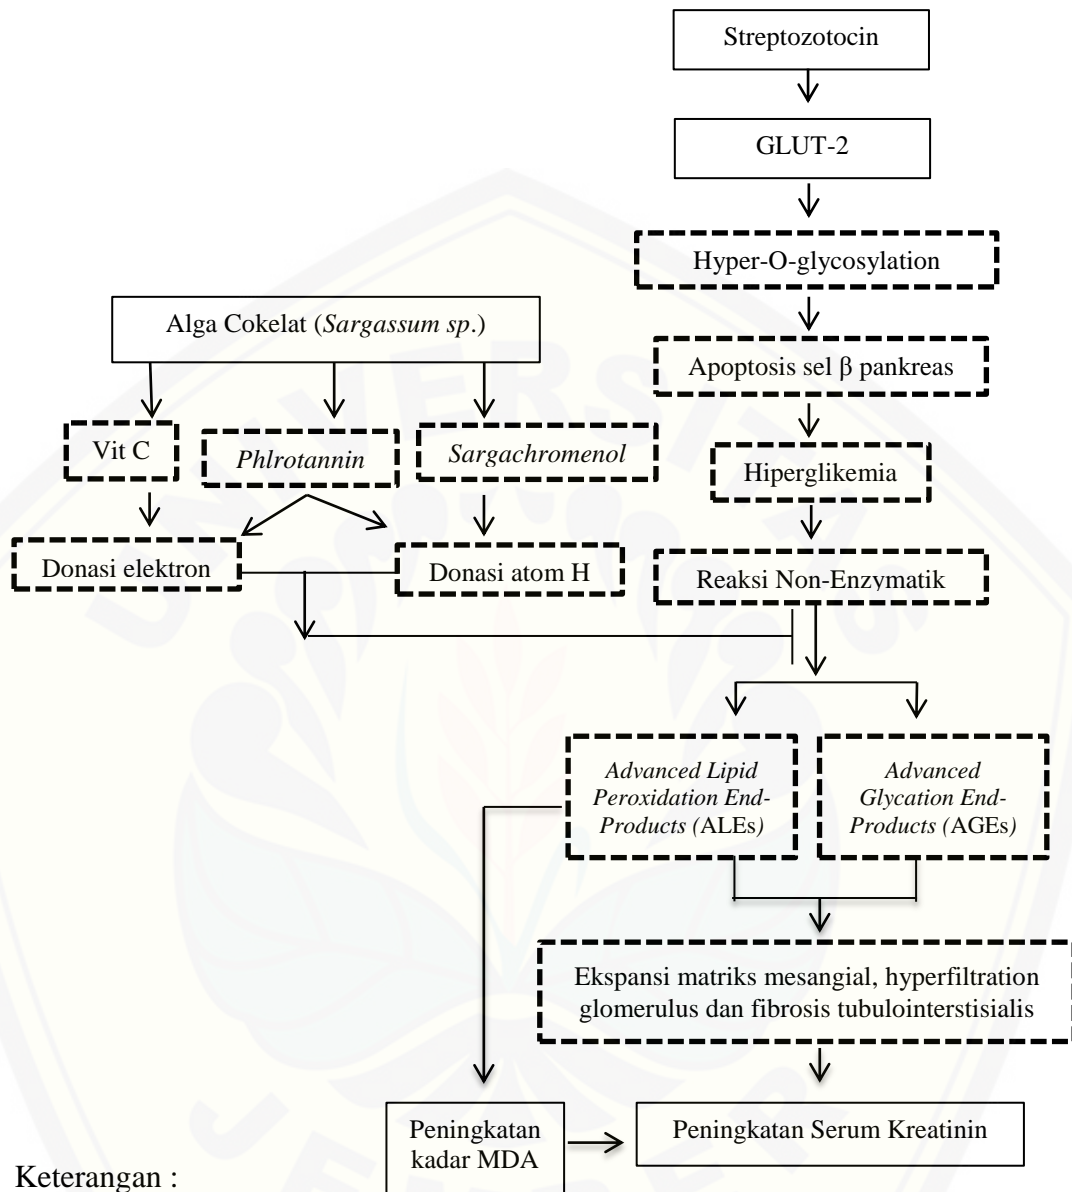 Streptozotocin
GLUT-2
Hyper-O-glycosylation
Alga Cokelat (Sargassum sp.)
Apoptosis sel β pankreas
Vit C
Phlrotannin
Sargachromenol
Hiperglikemia
Donasi elektron
Donasi atom H
Reaksi Non-Enzymatik
Advanced Lipid
Peroxidation End-
Products (ALEs)
Advanced
Glycation End-
Products (AGEs)
Ekspansi matriks mesangial, hyperfiltration
glomerulus dan fibrosis tubulointerstisialis
Peningkatan
kadar MDA
Peningkatan Serum Kreatinin
Keterangan :
UNIVERSITAS
JEMBER